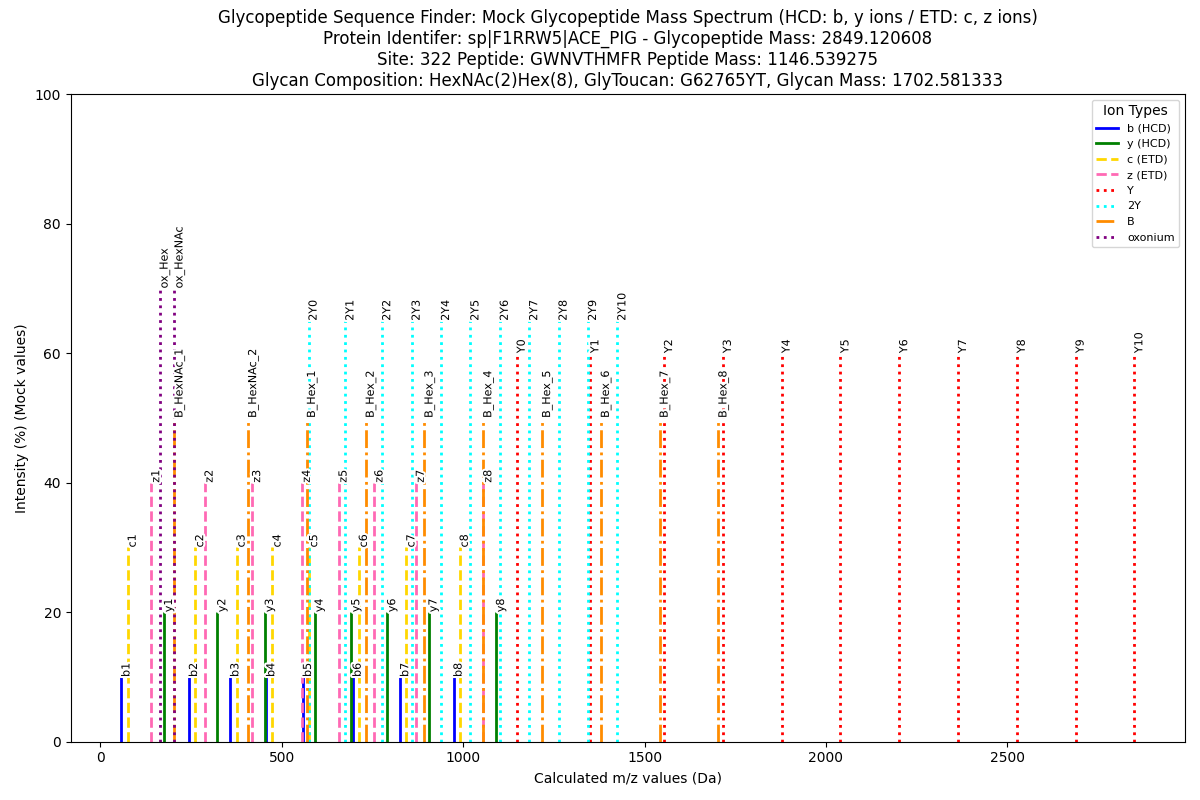 Glycopeptide Sequence Finder: Mock Glycopeptide Mass Spectrum (HCD: b, y ions / ETD: c, z ions)
Protein Identifer: sp|F1RRW5|ACE_PIG - Glycopeptide Mass: 2849.120608
Site: 322 Peptide: GWNVTHMFR Peptide Mass: 1146.539275
Glycan Composition: HexNAc(2)Hex(8), GlyToucan: G62765YT, Glycan Mass: 1702.581333
100
80
60
40
20
0
Intensity (%) (Mock values)
Ion Types
b (HCD)
y (HCD)
c (ETD)
z (ETD)
Y
2Y
B
oxonium
ox_Hex
ox_HexNAc
2Y0
2Y1
2Y2
2Y3
2Y4
2Y5
2Y6
2Y7
2Y8
2Y9
2Y10
Y0
Y1
Y2
Y3
Y4
Y5
Y6
Y7
Y8
Y9
Y10
B_HexNAc_1
B_HexNAc_2
B_Hex_1
B_Hex_2
B_Hex_3
B_Hex_4
B_Hex_5
B_Hex_6
B_Hex_7
B_Hex_8
z1
z2
z3
z4
z5
z6
z7
z8
c1
c2
c3
c4
c5
c6
c7
c8
y1
y2
y3
y4
y5
y6
y7
y8
b1
b2
b3
b4
b5
b6
b7
b8
0
500
1000
1500
2000
2500
Calculated m/z values (Da)